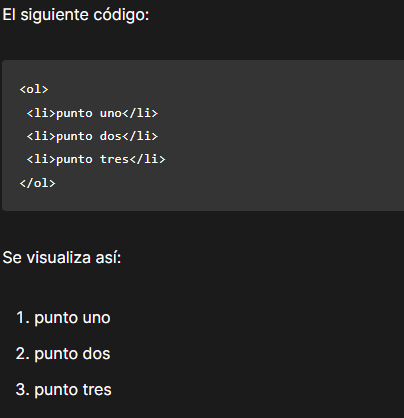 El siguiente código:
<ol>
<li>punto uno</li>
<li>punto dos</li>
<li>punto tres</li>
</ol>
Se visualiza así:
1. punto uno
2. punto dos
3. punto tres